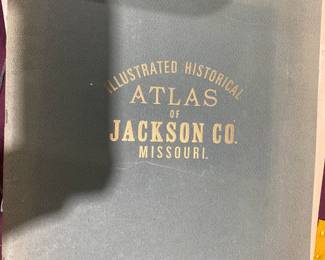 ILLUSTRATED HISTORICAL
ATLAS
OF
JACKSON CO.
MISSOURI.